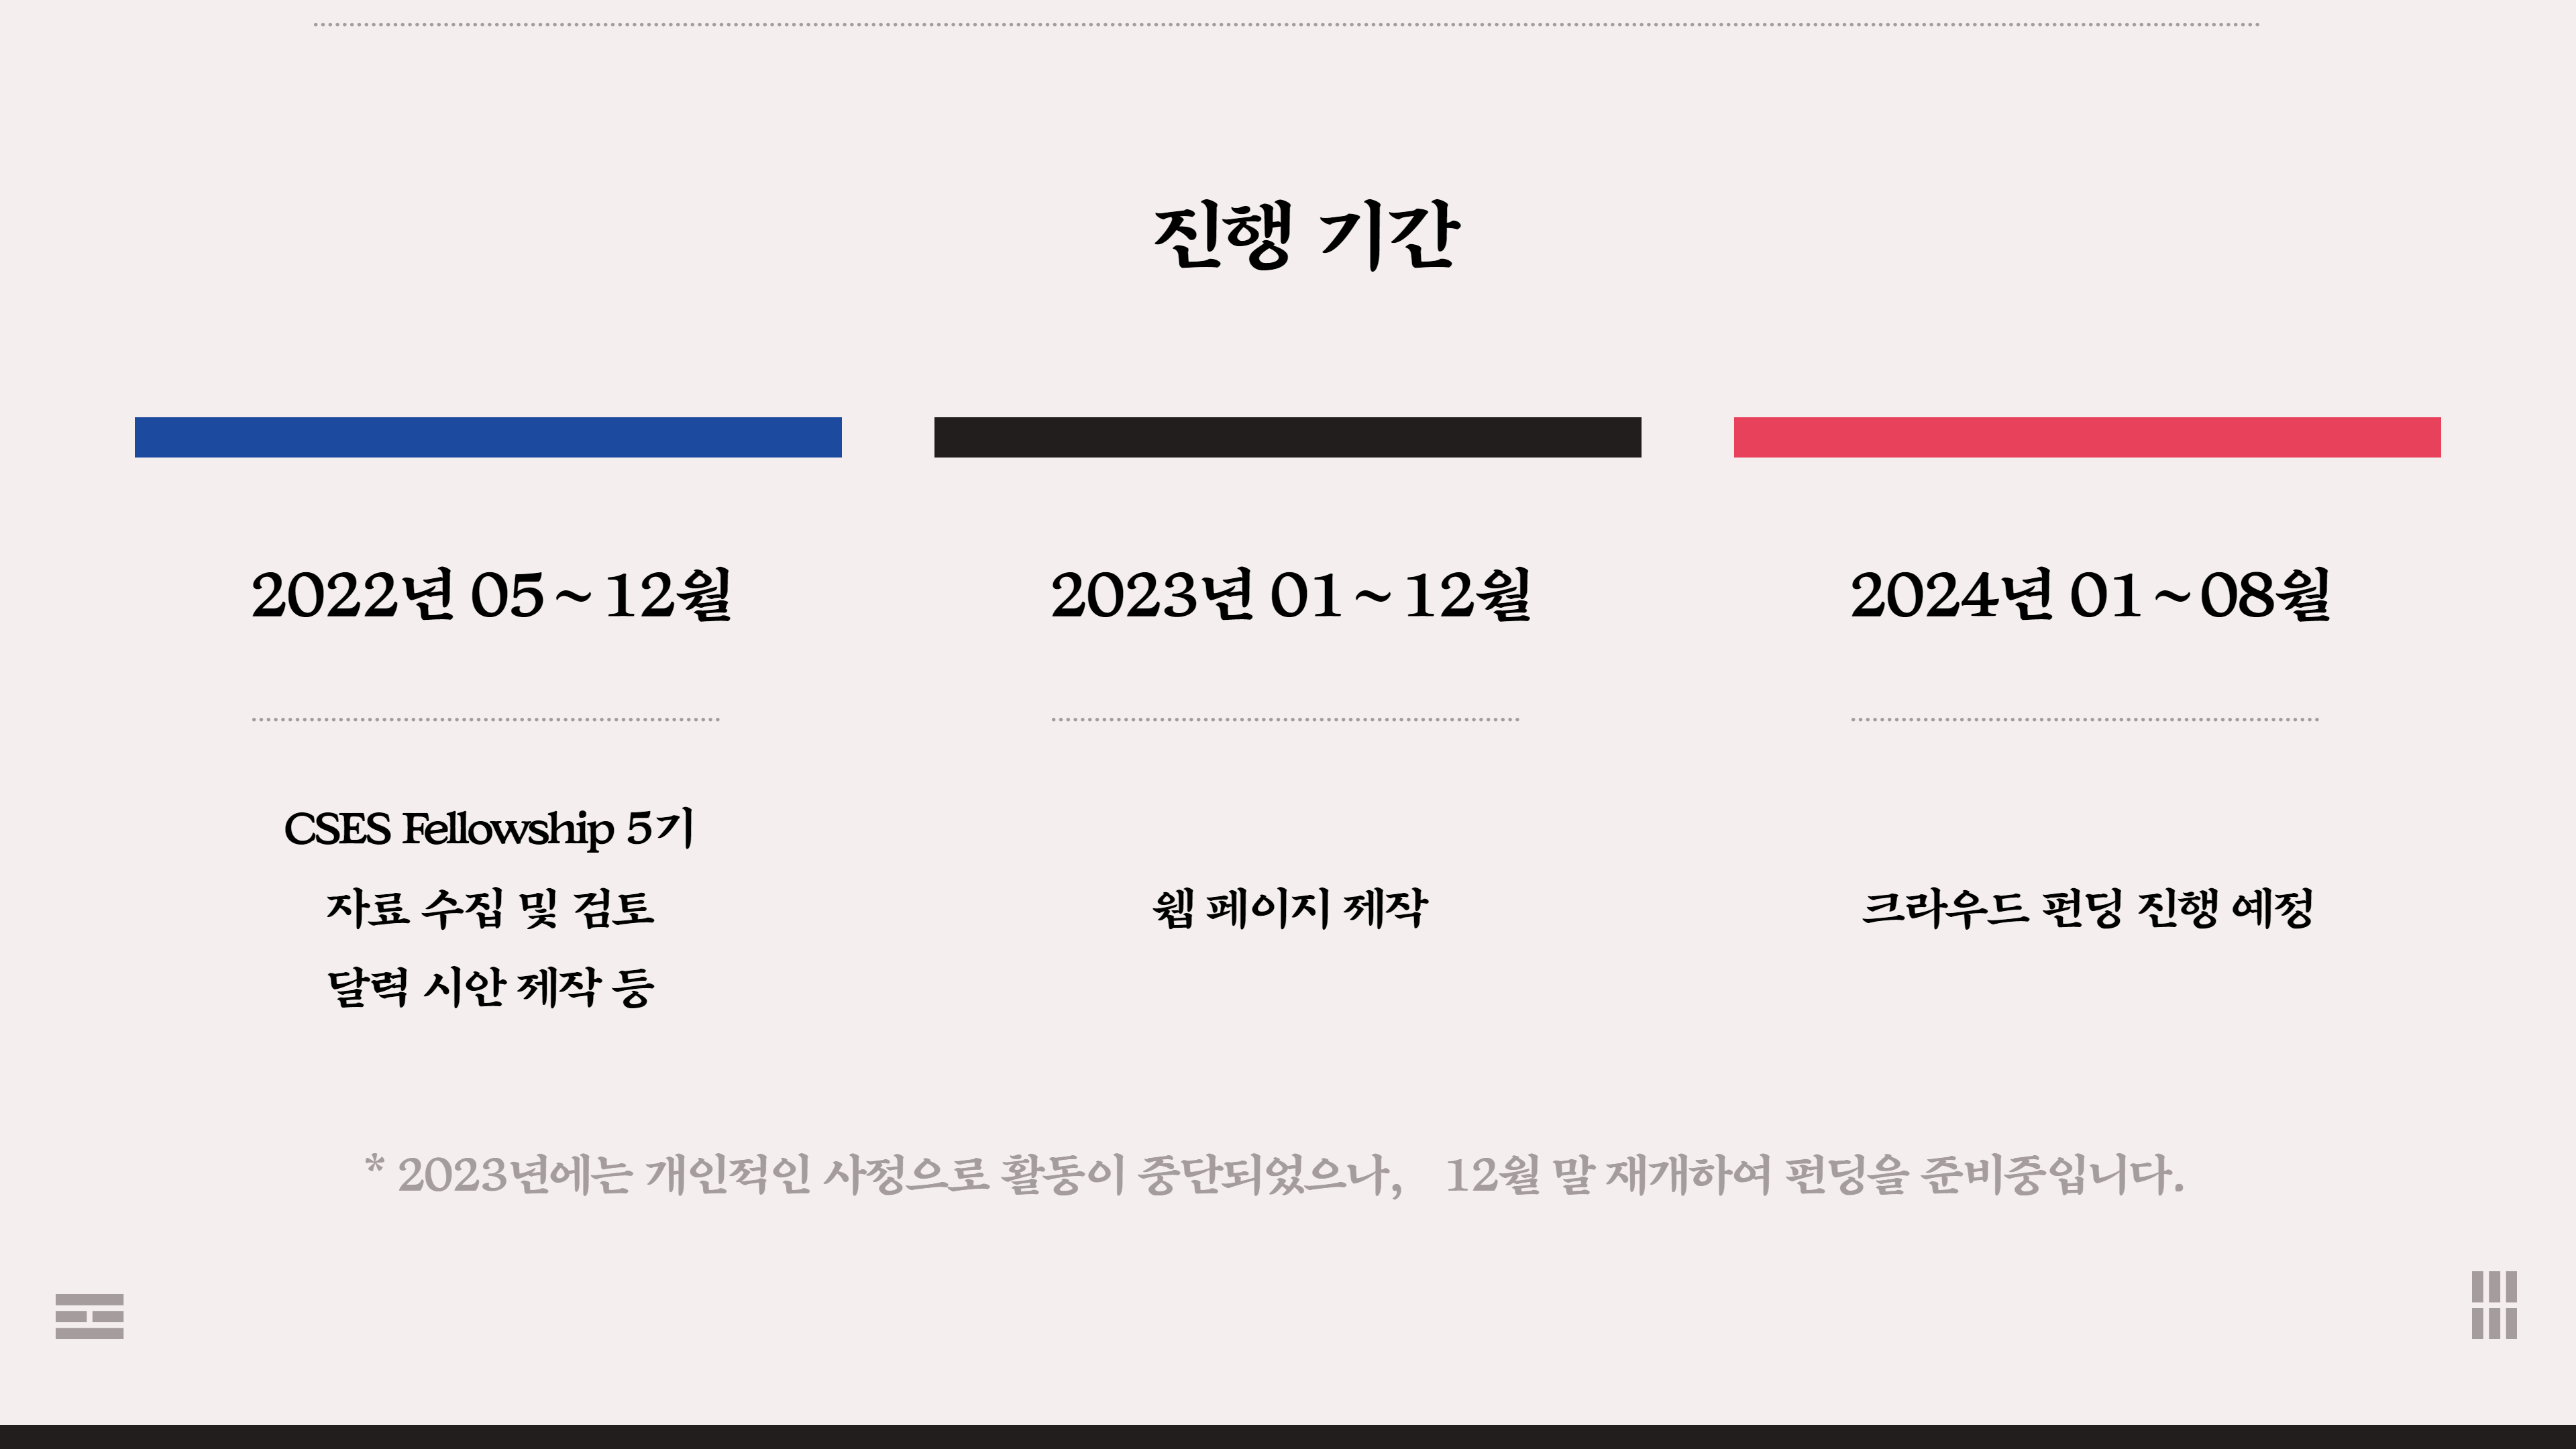 진행 기간
2022년 05~12월
CSES Fellowship 5기
자료 수집 및 검토
달력 시안 제작 등
2023년 01~12월
웹 페이지 제작
2024년 01~08월
크라우드 펀딩 진행 예정
* 2023년에는 개인적인 사정으로 활동이 중단되었으나, 12월 말 재개하여 펀딩을 준비중입니다.